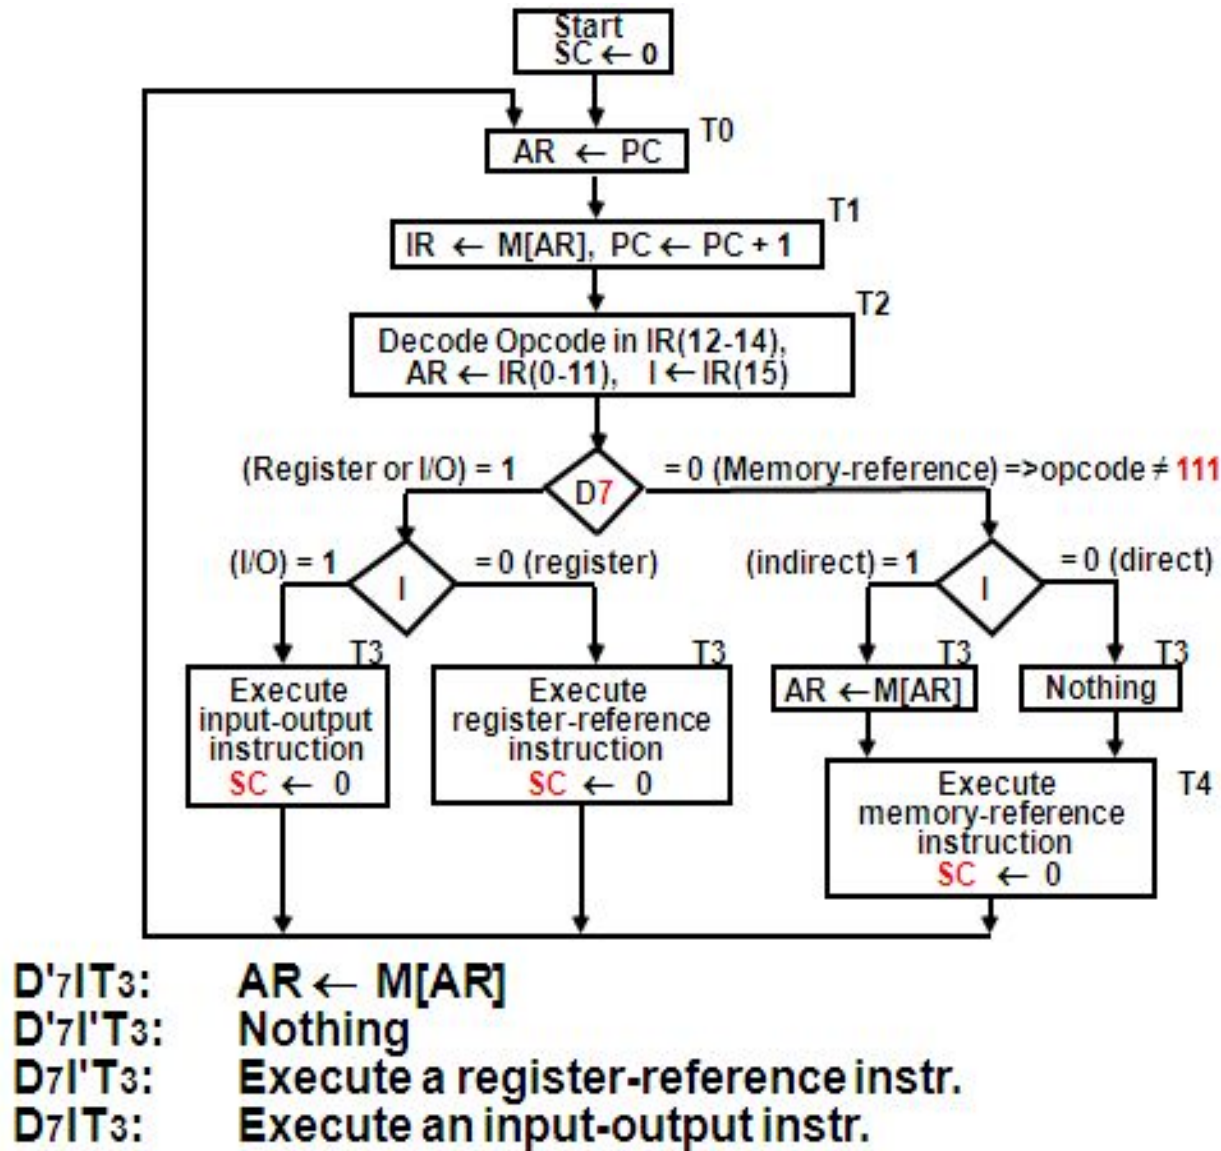 Start
SC ← 0
T0
AR ← PC
T1
IR ← M[AR], PC ← PC + 1
T2
Decode Opcode in IR(12-14),
AR ← IR(0-11), I ← IR(15)
(Register or I/O) = 1
= 0 (Memory-reference) =>opcode ≠ 111
D7
(I/O) = 1
= 0 (register)
(indirect) = 1
= 0 (direct)
I
I
T3
T3
T3
T3
Execute
input-output
instruction
SC ← 0
Execute
register-reference
instruction
SC ← 0
AR ←M[AR]
Nothing
Execute
memory-reference
instruction
SC ← 0
T4
D'7IT3: AR ← M[AR]
D'7I'T3: Nothing
D7I'T3: Execute a register-reference instr.
D7IT3: Execute an input-output instr.